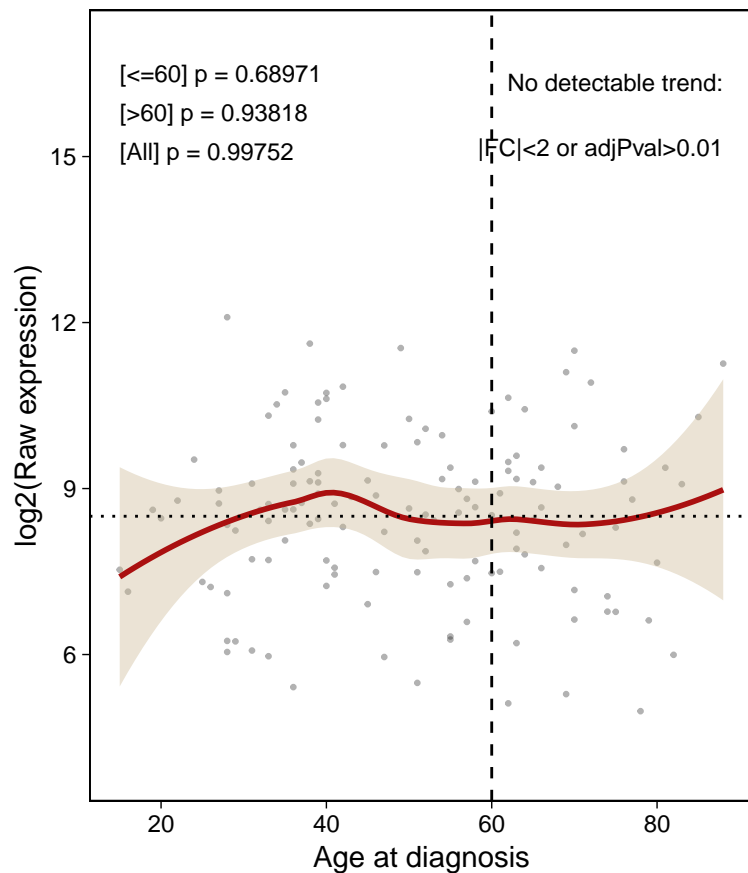 [<=60] p = 0.68971
[>60] p = 0.93818
[All] p = 0.99752
No detectable trend:
|FC|<2 or adjPval>0.01
15
12
9
6
log2(Raw expression)
20
40
60
80
Age at diagnosis